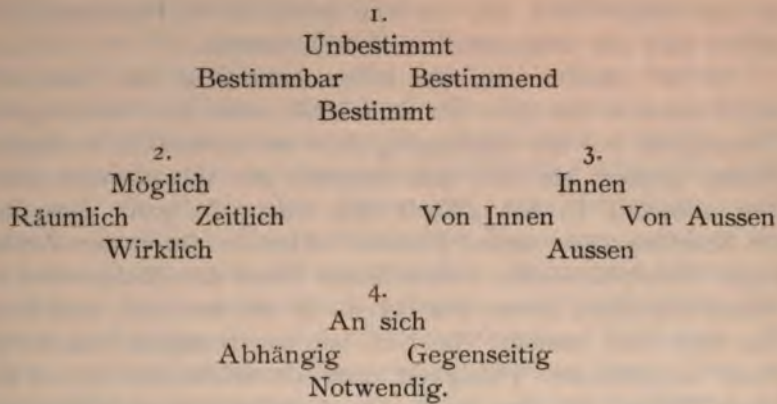 1.
Unbestimmt
Bestimmbar Bestimmend
Bestimmt
2.
Möglich
Räumlich Zeitlich
Wirklich
3.
Innen
Von Innen Von Aussen
Aussen
4.
An sich
Abhängig Gegenseitig
Notwendig.